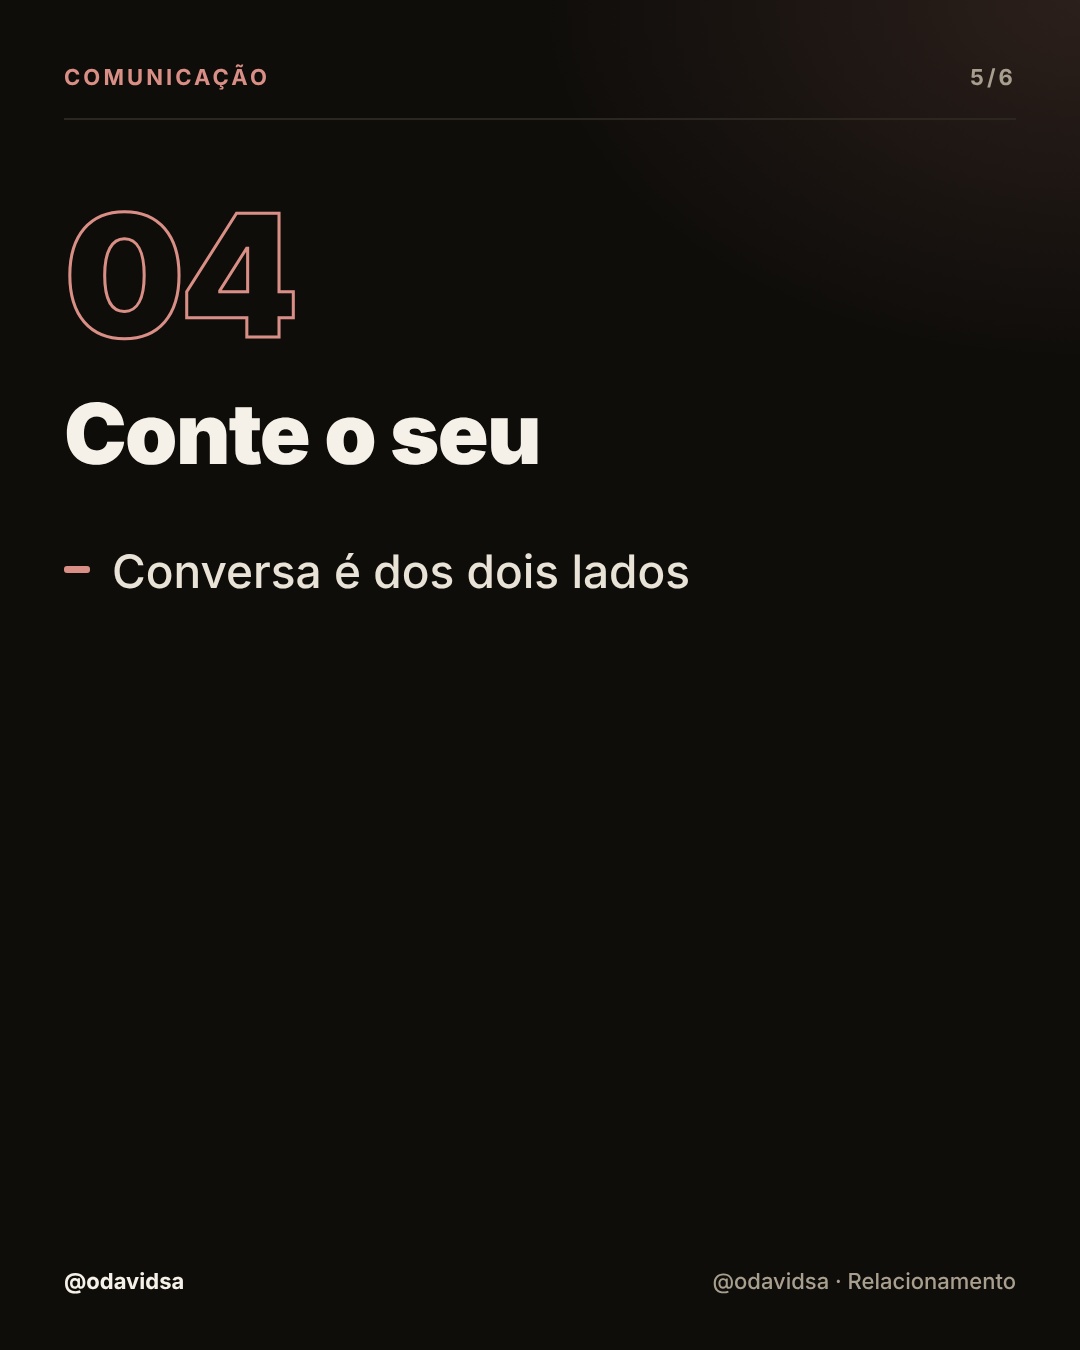 COMUNICAÇÃO
5/6
04
Conte o seu
Conversa é dos dois lados
@odavidsa
@odavidsa · Relacionamento